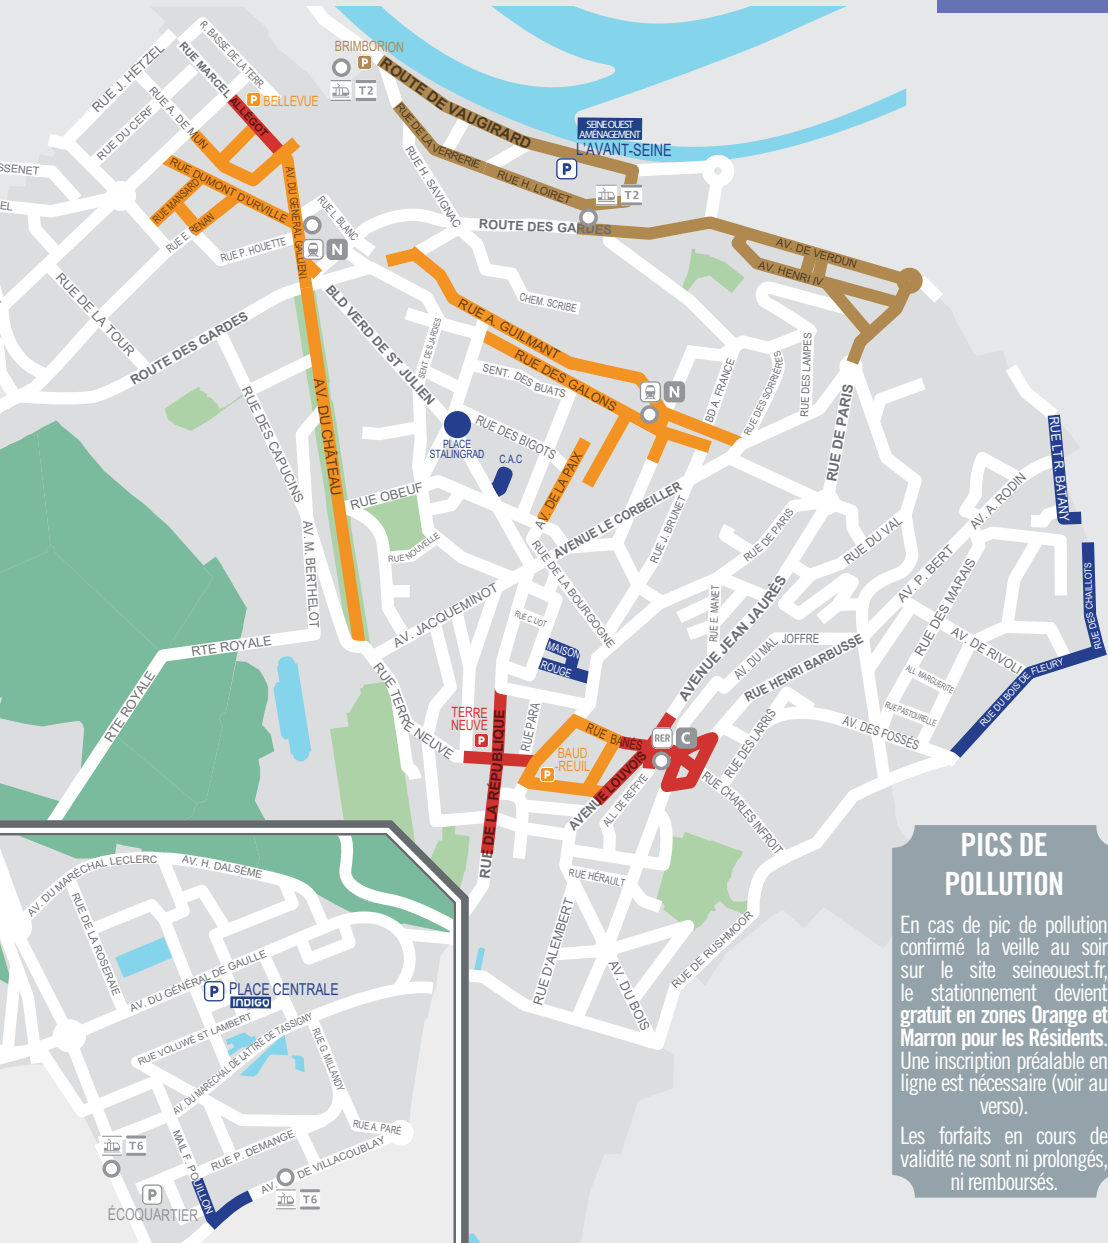 BRIMBORION
P
T2
R. BASSE DE LA TERR.
RUE MARCEL ALLEGOT
RUE J. HETZEL
RUE A. DE MUN
RUE DU CERF
P BELLEVUE
ROUTE DE VAUGIRARD
RUE DE LA VERRERIE
RUE H. LOIRET
RUE H. SAVIGNAC
SEINE OUEST
AMÉNAGEMENT
L'AVANT-SEINE
P
T2
SSENET
EL
RUE DUMONT D'URVILLE
RUE MANSARD
RUE E. RENAN
AV. DU GENERAL GALLIENI
RUE L. BLANC
RUE P. HOUETTE
N
ROUTE DES GARDES
AV. DE VERDUN
AV. HENRI IV
RUE DE LA TOUR
ROUTE DES GARDES
BLD VERD DE ST JULIEN
CHEM. SCRIBE
RUE A. GUILMANT
RUE DES GALONS
SENT. DES JARDIES
SENT. DES BUATS
N
BD A. FRANCE
RUE DES SORRIÈRES
RUE DES LAMPES
RUE DE PARIS
RUE DES CAPUCINS
AV. DU CHÂTEAU
PLACE
STALINGRAD
RUE DES BIGOTS
C.A.C
AV. DE LA PAIX
RUE OBEUF
RUE NOUVELLE
AVENUE LE CORBEILLER
RUE J. BRUNET
RUE DE PARIS
RUE DU VAL
AV. A. RODIN
RUE LT R. BATANY
AV. M. BERTHELOT
RUE DE LA BOURGOGNE
AV. JACQUEMINOT
RUE C. LIOT
RUE E. MANET
AVENUE JEAN JAURÈS
AV. P. BERT
RUE DES MARAIS
RUE DES CHAILLOTS
RTE ROYALE
RTE ROYALE
MAISON
ROUGE
AV. DU MAL. JOFFRE
RUE HENRI BARBUSSE
AV. DE RIVOLI
ALL. MARGUERITE
RUE PASTOURELLE
RUE DU BOIS DE FLEURY
RUE TERRE NEUVE
TERRE
NEUVE
P
RUE DE LA RÉPUBLIQUE
RUE PARA
RUE BANÈS
BAUD
-REUIL
P
RER C
AVENUE LOUVOIS
ALL. DE REFFYE
RUE DES LARRIS
AV. DES FOSSÉS
RUE CHARLES INFROIT
RUE HÉRAULT
RUE D'ALEMBERT
AV. DU BOIS
RUE DE RUSHMOOR
AV. DU MARÉCHAL LECLERC
AV. H. DALSÈME
RUE DE LA ROSERAIE
AV. DU GÉNÉRAL DE GAULLE
P PLACE CENTRALE
INDIGO
RUE VOLUWE ST LAMBERT
AV. DU MARÉCHAL DE LATTRE DE TASSIGNY
RUE G. MILLANDY
RUE A. PARÉ
T6
MAIL F. POUILLON
RUE P. DEMANGE
AV. DE VILLACOUBLAY
P
ÉCOQUARTIER
T6
PICS DE
POLLUTION
En cas de pic de pollution
confirmé la veille au soir
sur le site seineouest.fr,
le stationnement devient
gratuit en zones Orange et
Marron pour les Résidents.
Une inscription préalable en
ligne est nécessaire (voir au
verso).
Les forfaits en cours de
validité ne sont ni prolongés,
ni remboursés.